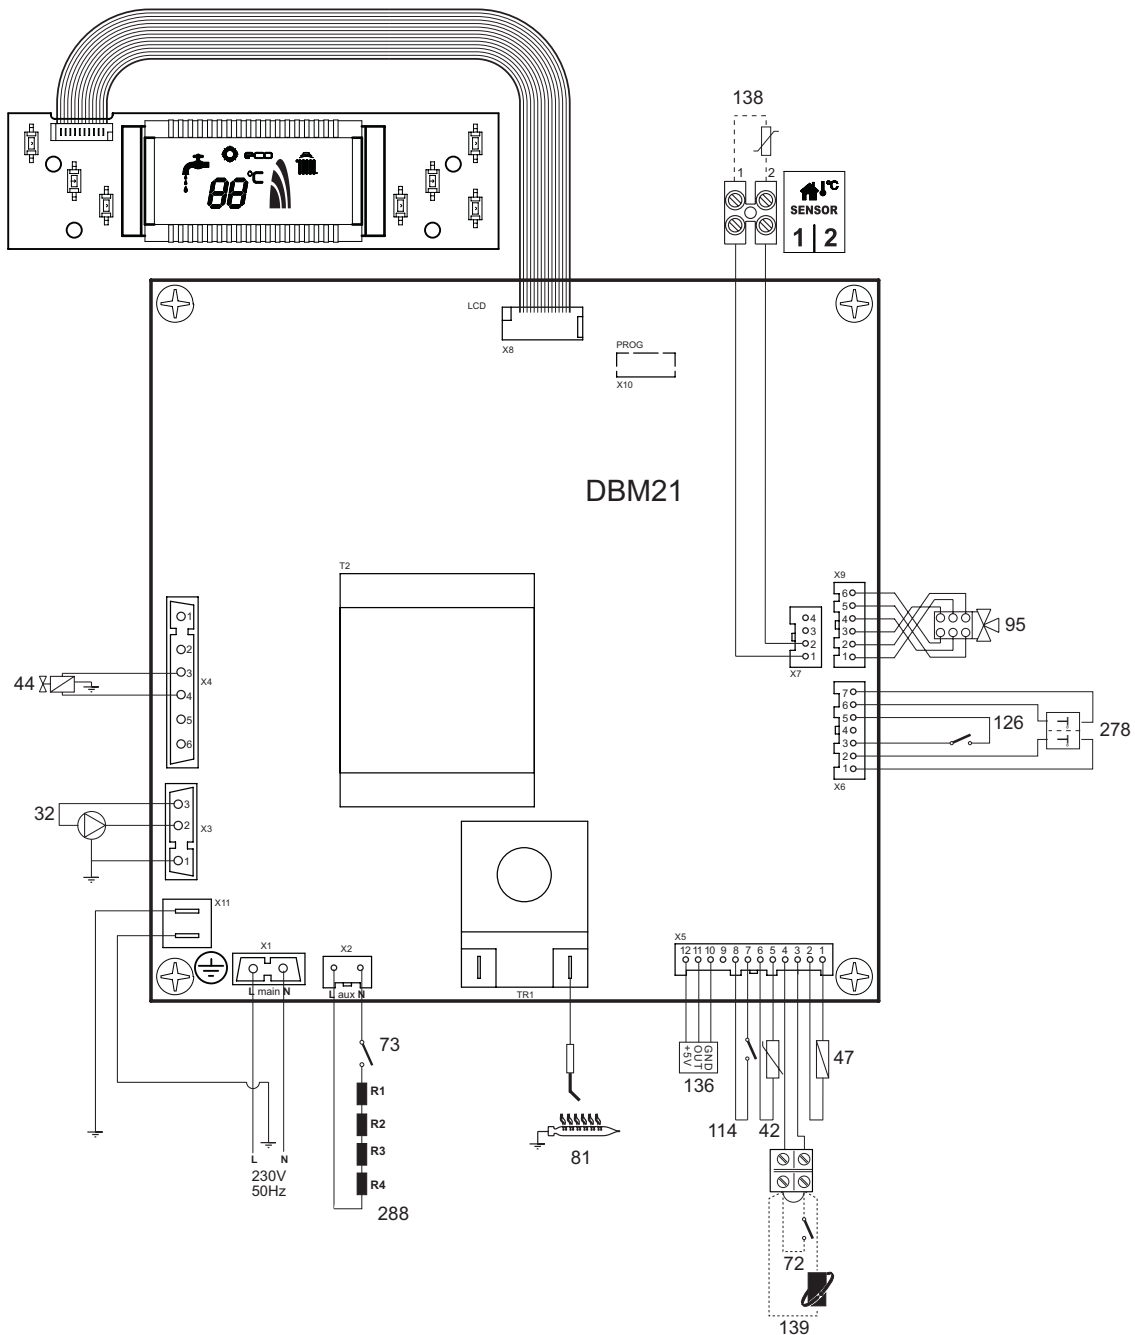 138
1 2
°C
88 °C
eco
SENSOR
1 2
LCD
X8
PROG
X10
DBM21
T2
X9
6
5
4
3
2
1
95
4
3
2
1
X7
1
2
3
4
5
6
X4
44
7
6
5
4
3
2
1
X6
126
278
3
2
1
X3
32
X11
X1
L main N
X2
L aux N
TR1
X5
12 11 10 9 8 7 6 5 4 3 2 1
73
R1
R2
R3
R4
288
+5V
OUT
GND
136
114
42
47
81
L N
230V
50Hz
72
139